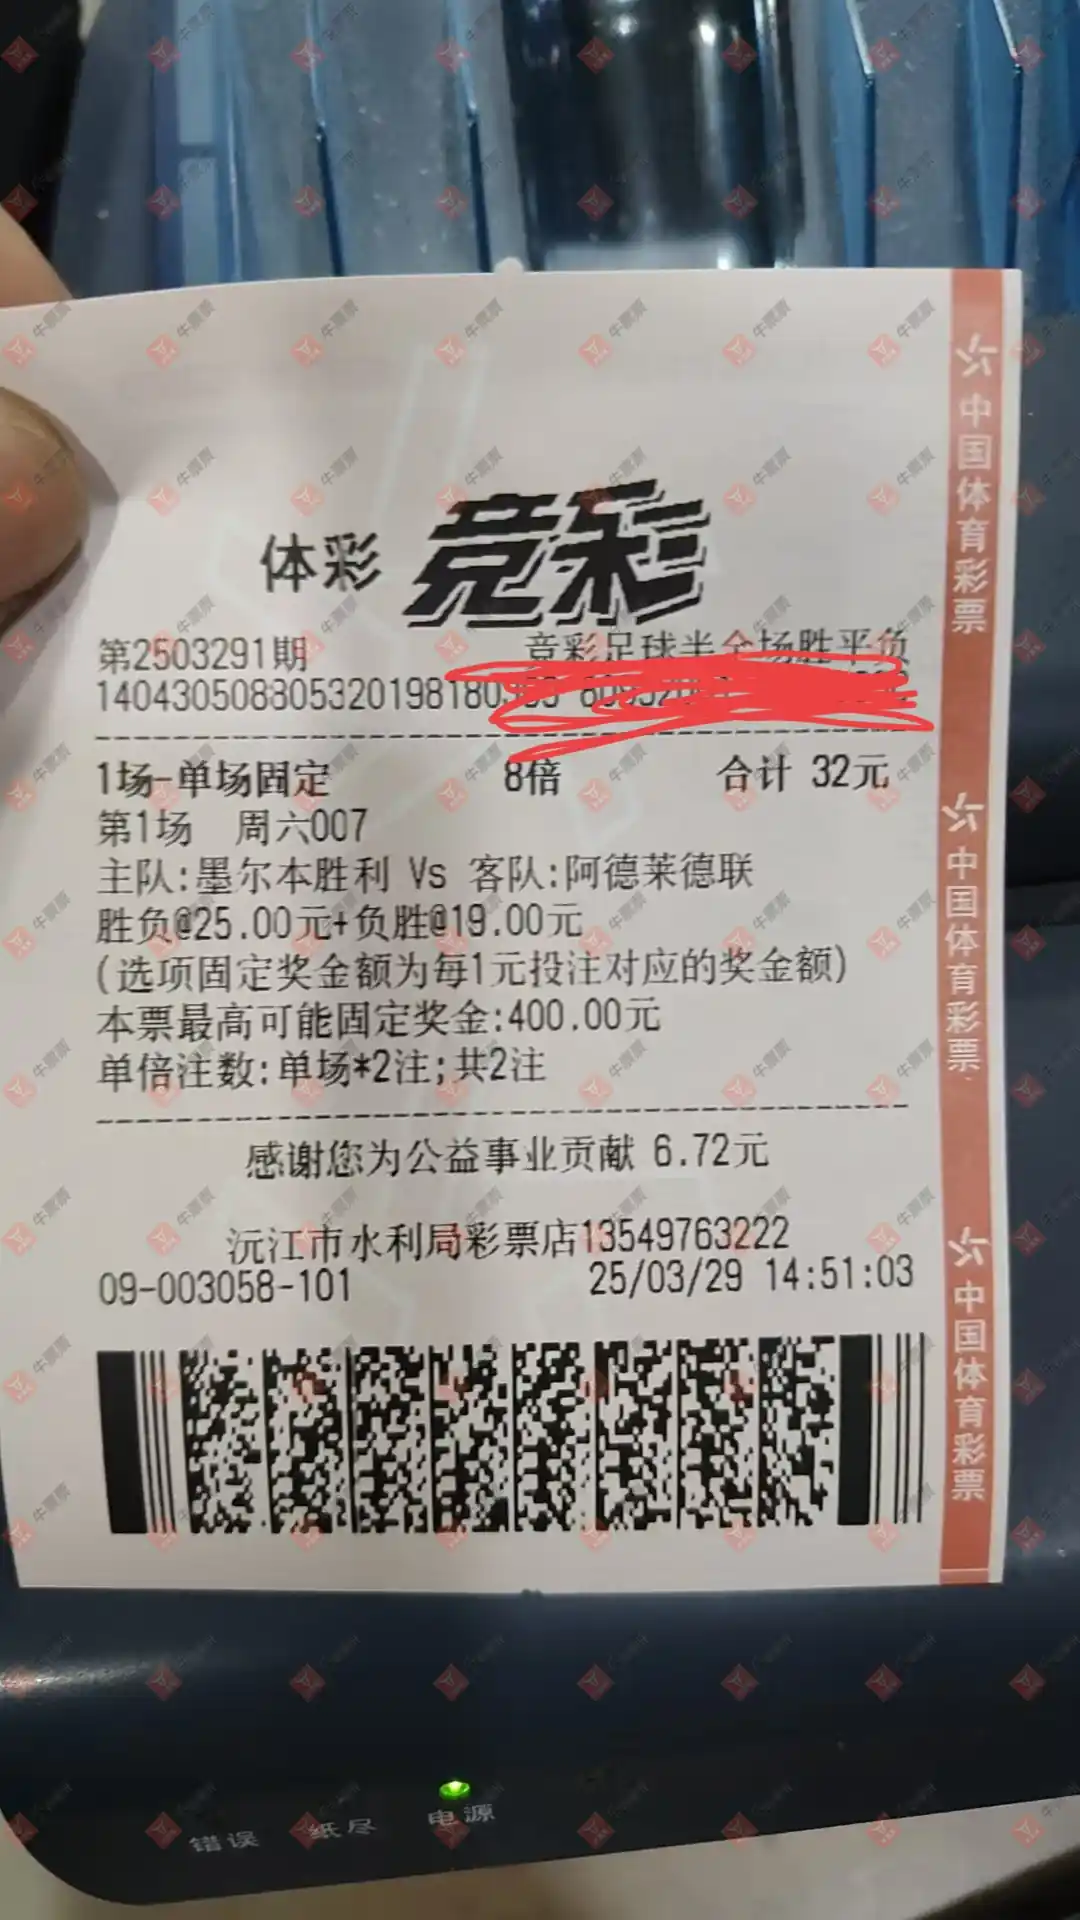 体彩 竞彩
第2503291期 竞彩足球半全场胜平负
140430508805320198180
1场-单场固定 8倍 合计 32元
第1场 周六007
主队:墨尔本胜利 Vs 客队:阿德莱德联
胜负@25.00元+负胜@19.00元
(选项固定奖金额为每1元投注对应的奖金额)
本票最高可能固定奖金:400.00元
单倍注数:单场*2注;共2注
感谢您为公益事业贡献 6.72元
沅江市水利局彩票店13549763222
09-003058-101 25/03/29 14:51:03
中国体育彩票
中国体育彩票
中国体育彩票
错误 纸尽 电源
牛票票